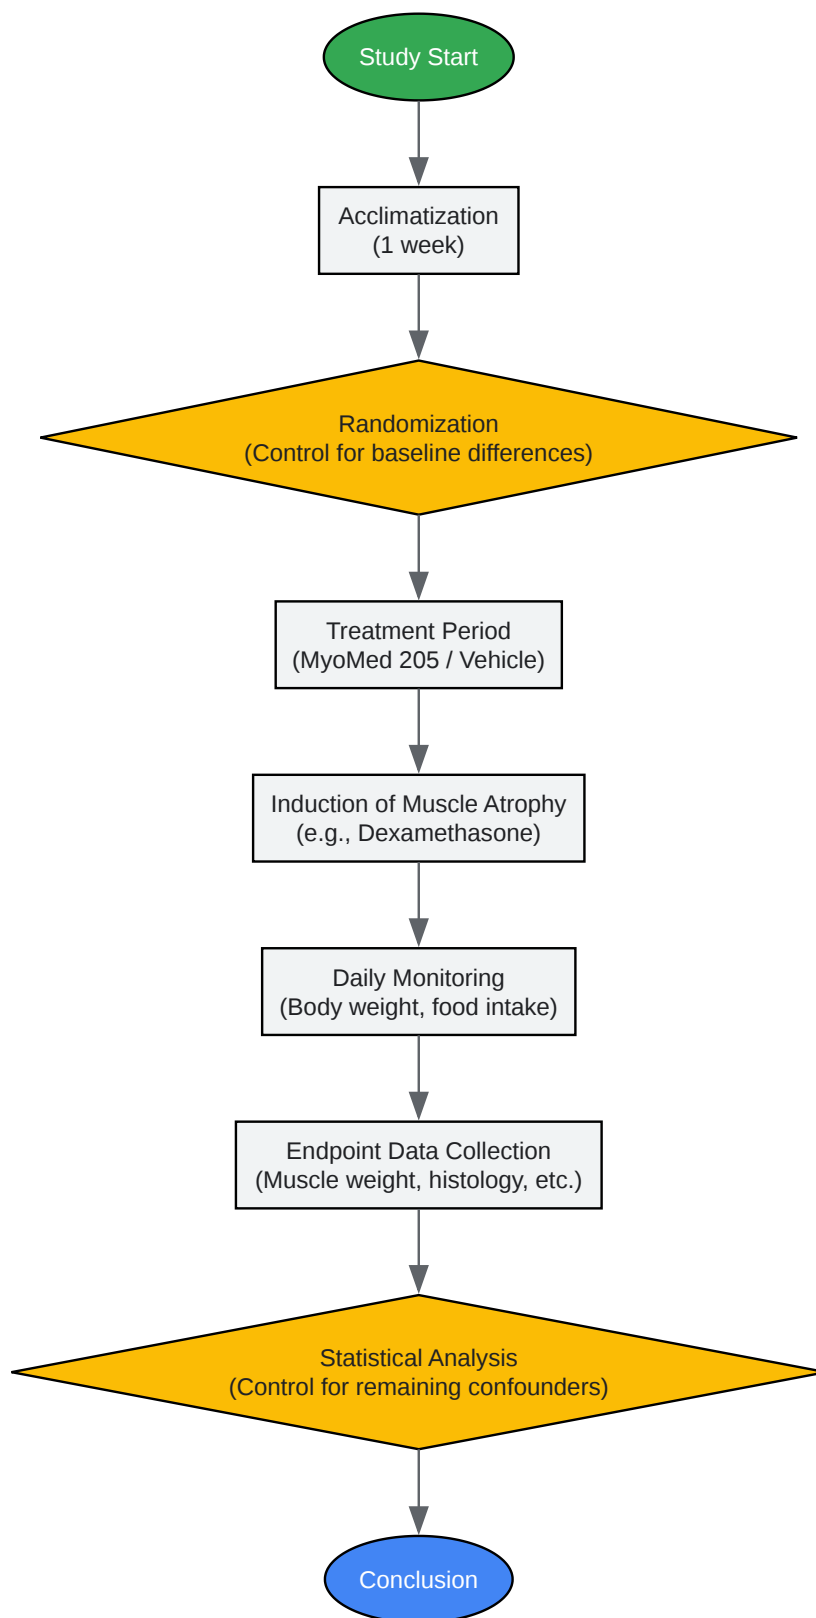 Study Start
Acclimatization
(1 week)
Randomization
(Control for baseline differences)
Treatment Period
(MyoMed 205 / Vehicle)
Induction of Muscle Atrophy
(e.g., Dexamethasone)
Daily Monitoring
(Body weight, food intake)
Endpoint Data Collection
(Muscle weight, histology, etc.)
Statistical Analysis
(Control for remaining confounders)
Conclusion